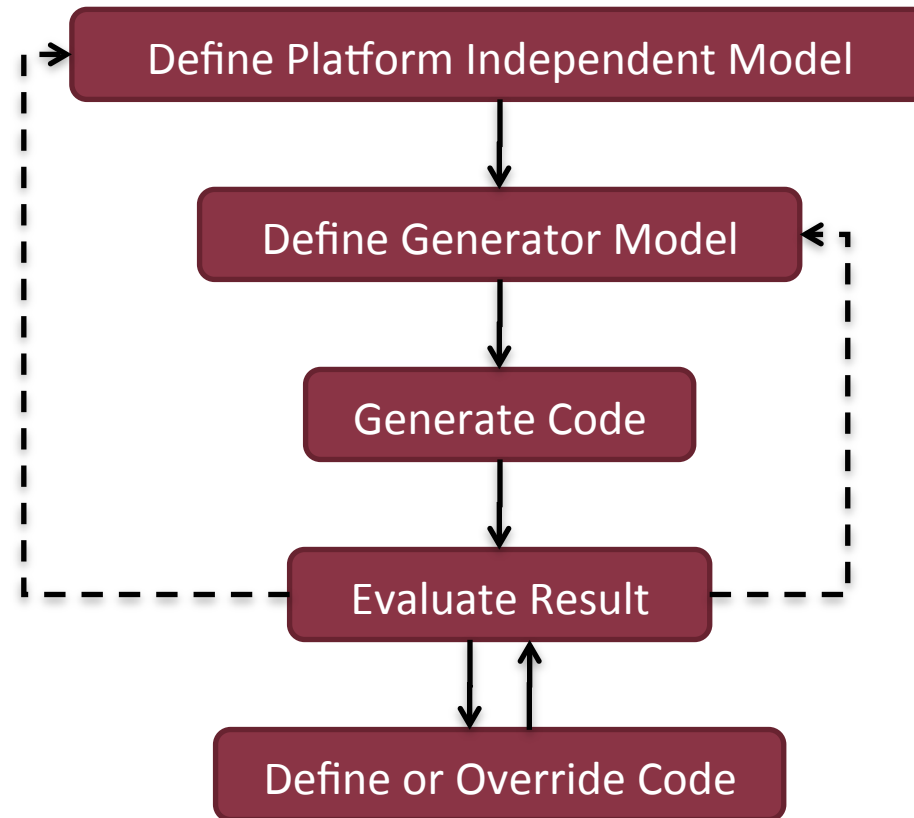 Define Platform Independent Model
Define Generator Model
Generate Code
Evaluate Result
Define or Override Code